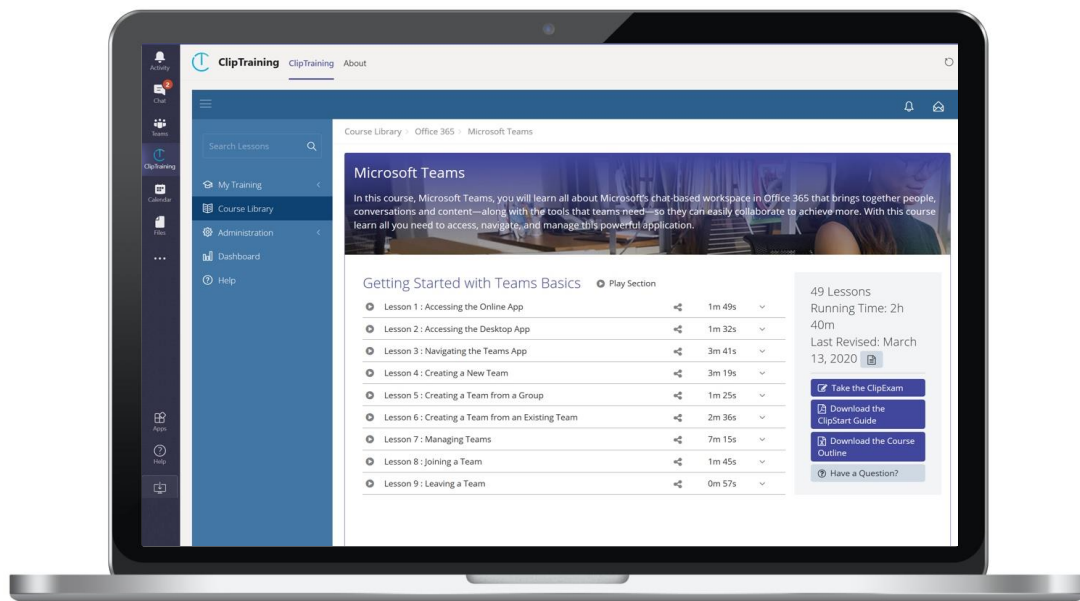 Activity
2
Chat
Teams
ClipTraining
Calendar
Files
Apps
Help
ClipTraining ClipTraining About
Search Lessons
My Training
Course Library
Administration
Dashboard
Help
Course Library Office 365 Microsoft Teams
Microsoft Teams
In this course, Microsoft Teams, you will learn all about Microsoft's chat-based workspace in Office 365 that brings together people,
conversations and content—along with the tools that teams need—so they can easily collaborate to achieve more. With this course
learn all you need to access, navigate, and manage this powerful application.
Getting Started with Teams Basics Play Section
Lesson 1 : Accessing the Online App 1m 49s
Lesson 2 : Accessing the Desktop App 1m 32s
Lesson 3 : Navigating the Teams App 3m 41s
Lesson 4 : Creating a New Team 3m 19s
Lesson 5 : Creating a Team from a Group 1m 25s
Lesson 6 : Creating a Team from an Existing Team 2m 36s
Lesson 7 : Managing Teams 7m 15s
Lesson 8 : Joining a Team 1m 45s
Lesson 9 : Leaving a Team 0m 57s
49 Lessons
Running Time: 2h
40m
Last Revised: March
13, 2020
Take the ClipExam
Download the
ClipStart Guide
Download the Course
Outline
Have a Question?